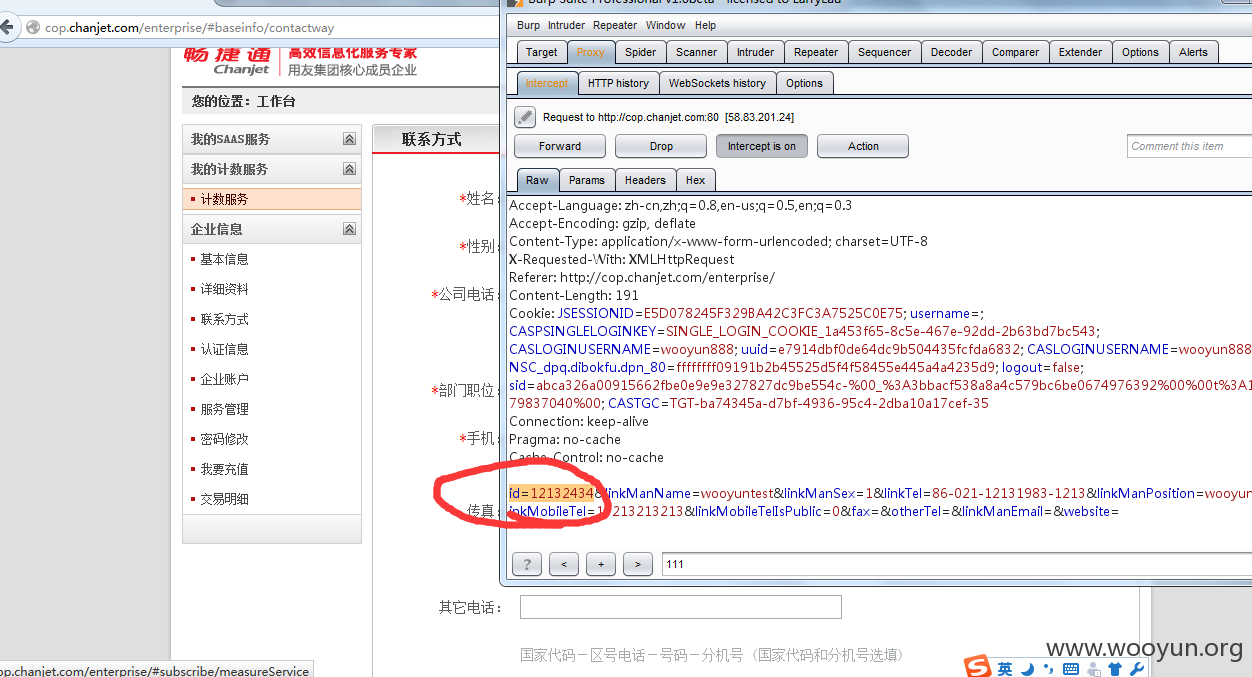 Burp Suite Professional v1.6beta - licensed to LarryLau
cop.chanjet.com/enterprise/#baseinfo/contactway
Burp Intruder Repeater Window Help
Target Proxy Spider Scanner Intruder Repeater Sequencer Decoder Comparer Extender Options Alerts
Intercept HTTP history WebSockets history Options
Request to http://cop.chanjet.com:80 [58.83.201.24]
Forward Drop Intercept is on Action Comment this item
Raw Params Headers Hex
Accept-Language: zh-cn,zh;q=0.8,en-us;q=0.5,en;q=0.3
Accept-Encoding: gzip, deflate
Content-Type: application/x-www-form-urlencoded; charset=UTF-8
X-Requested-With: XMLHttpRequest
Referer: http://cop.chanjet.com/enterprise/
Content-Length: 191
Cookie: JSESSIONID=E5D078245F329BA42C3FC3A7525C0E75; username=;
CASPSINGLELOGINKEY=SINGLE_LOGIN_COOKIE_1a453f65-8c5e-467e-92dd-2b63bd7bc543;
CASLOGINUSERNAME=wooyun888; uuid=e7914dbf0de64dc9b504435fcfda6832; CASLOGINUSERNAME=wooyun888
NSC_dpq.dibokfu.dpn_80=ffffffff09191b2b45525d5f4f58455e445a4a4235d9; logout=false;
sid=abca326a00915662fbe0e9e9e327827dc9be554c-%00_%3A3bbacf538a8a4c579bc6be0674976392%00%00t%3A1
79837040%00; CASTGC=TGT-ba74345a-d7bf-4936-95c4-2dba10a17cef-35
Connection: keep-alive
Pragma: no-cache
Cache-Control: no-cache
id=12132434&linkManName=wooyuntest&linkManSex=1&linkTel=86-021-12131983-1213&linkManPosition=wooyun
inkMobileTel=1 213213213&linkMobileTelIsPublic=0&fax=&otherTel=&linkManEmail=&website=
? < + > 111
畅捷通 高效信息化服务专家
Chanjet 用友集团核心成员企业
您的位置：工作台
我的SAAS服务
我的计数服务
计数服务
企业信息
基本信息
详细资料
联系方式
认证信息
企业账户
服务管理
密码修改
我要充值
交易明细
联系方式
*姓名：
*性别：
*公司电话：
*部门职位：
*手机：
传真：
其它电话：
国家代码－区号电话－号码－分机号（国家代码和分机号选填）
www.wooyun.org
S 英
op.chanjet.com/enterprise/#subscribe/measureService